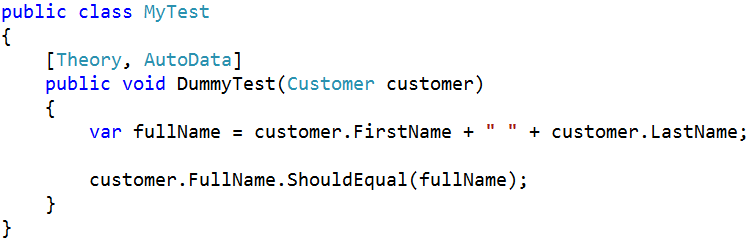 public class MyTest
{
    [Theory, AutoData]
    public void DummyTest(Customer customer)
    {
        var fullName = customer.FirstName + " " + customer.LastName;

        customer.FullName.ShouldEqual(fullName);
    }
}